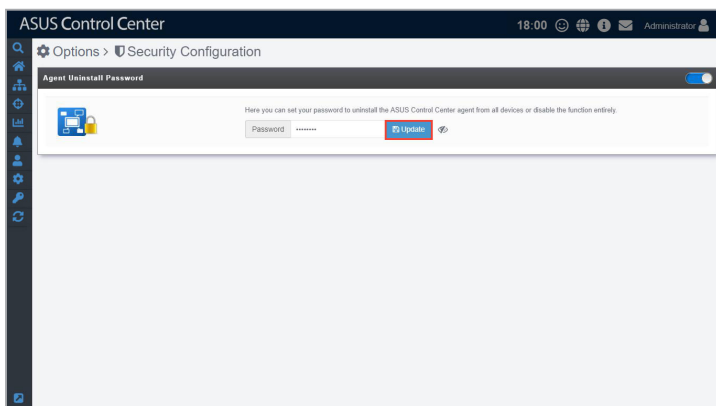 ASUS Control Center
18:00 Administrator
Options > Security Configuration
Agent Uninstall Password
Here you can set your password to uninstall the ASUS Control Center agent from all devices or disable the function entirely.
Password ········ Update